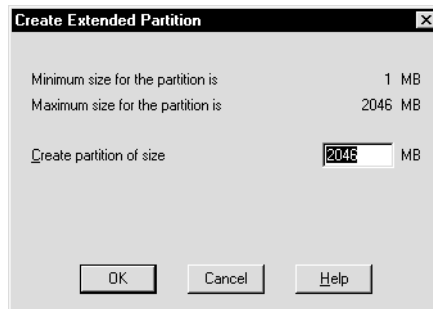 Create Extended Partition
Minimum size for the partition is 1 MB
Maximum size for the partition is 2046 MB
Create partition of size 2046 MB
OK Cancel Help